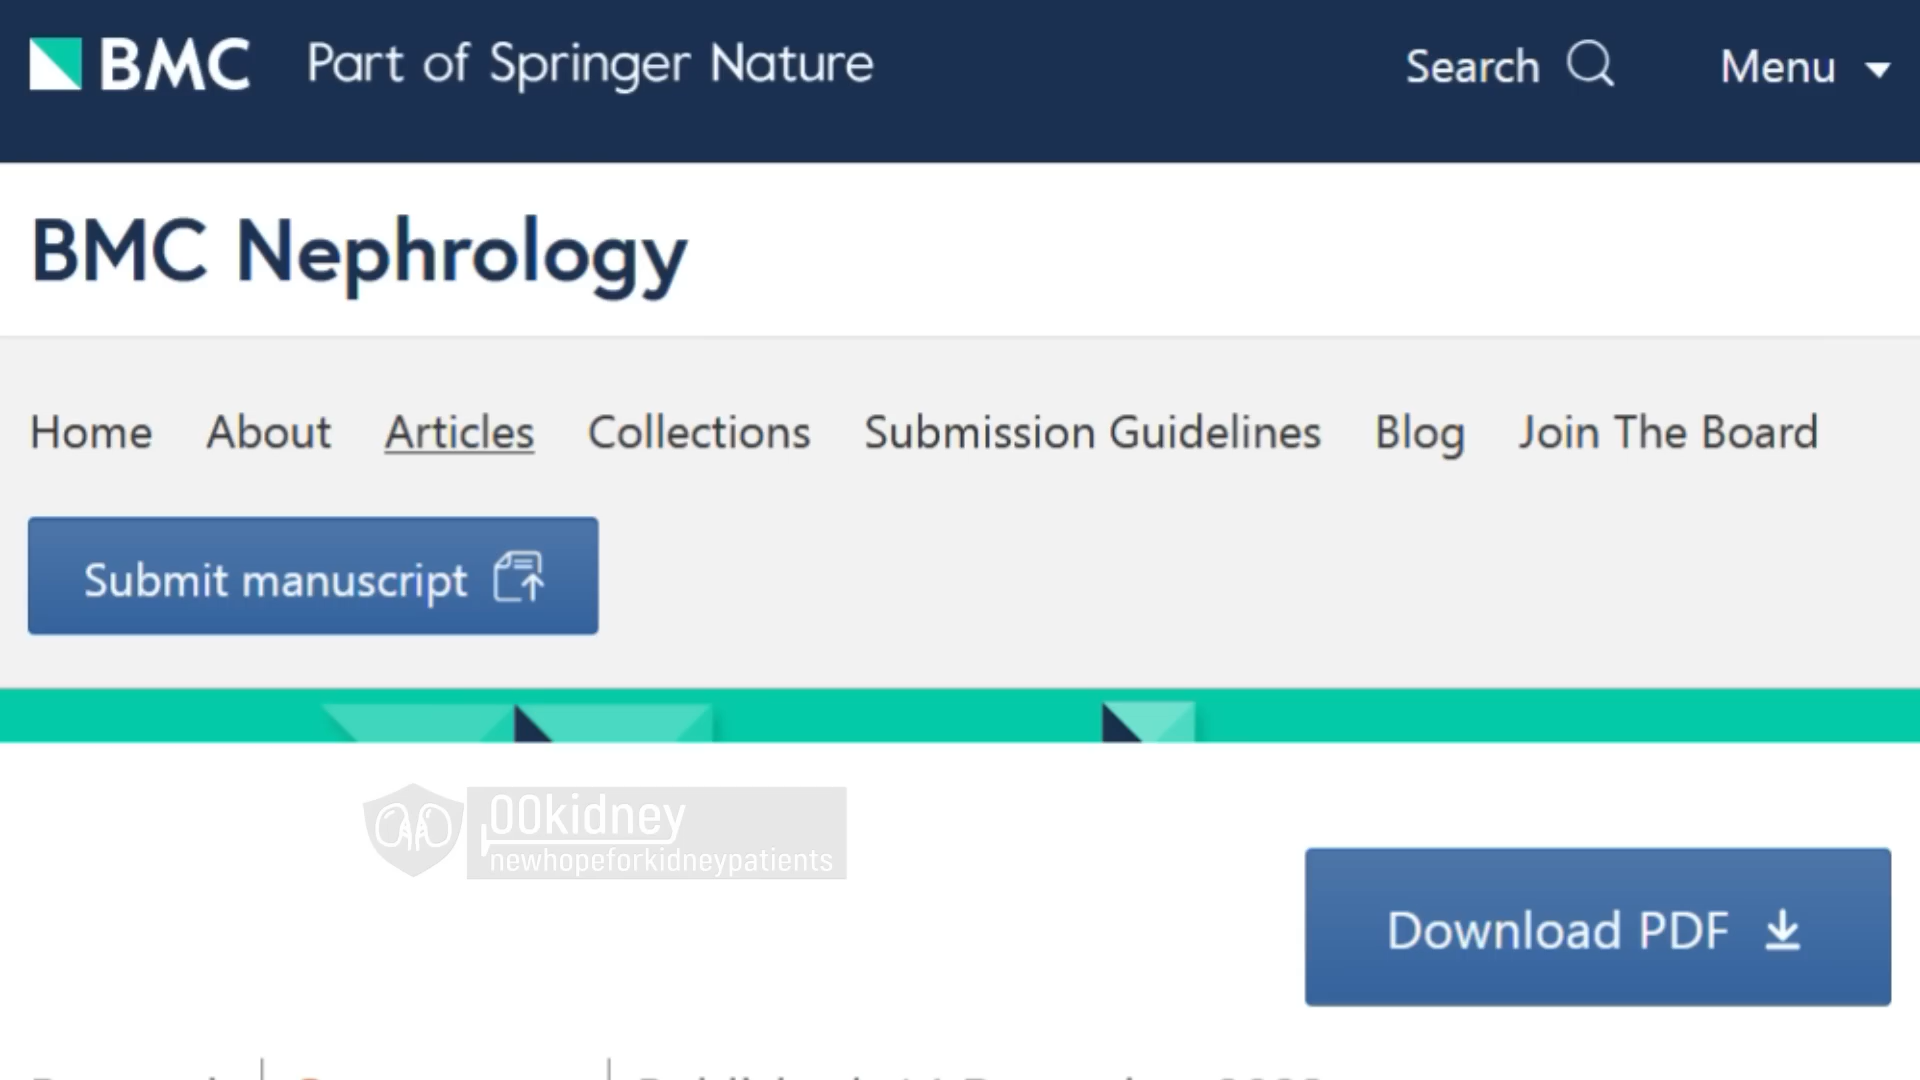 BMC Part of Springer Nature Search Menu
BMC Nephrology
Home About Articles Collections Submission Guidelines Blog Join The Board
Submit manuscript
00kidney
newhopeforkidneypatients
Download PDF